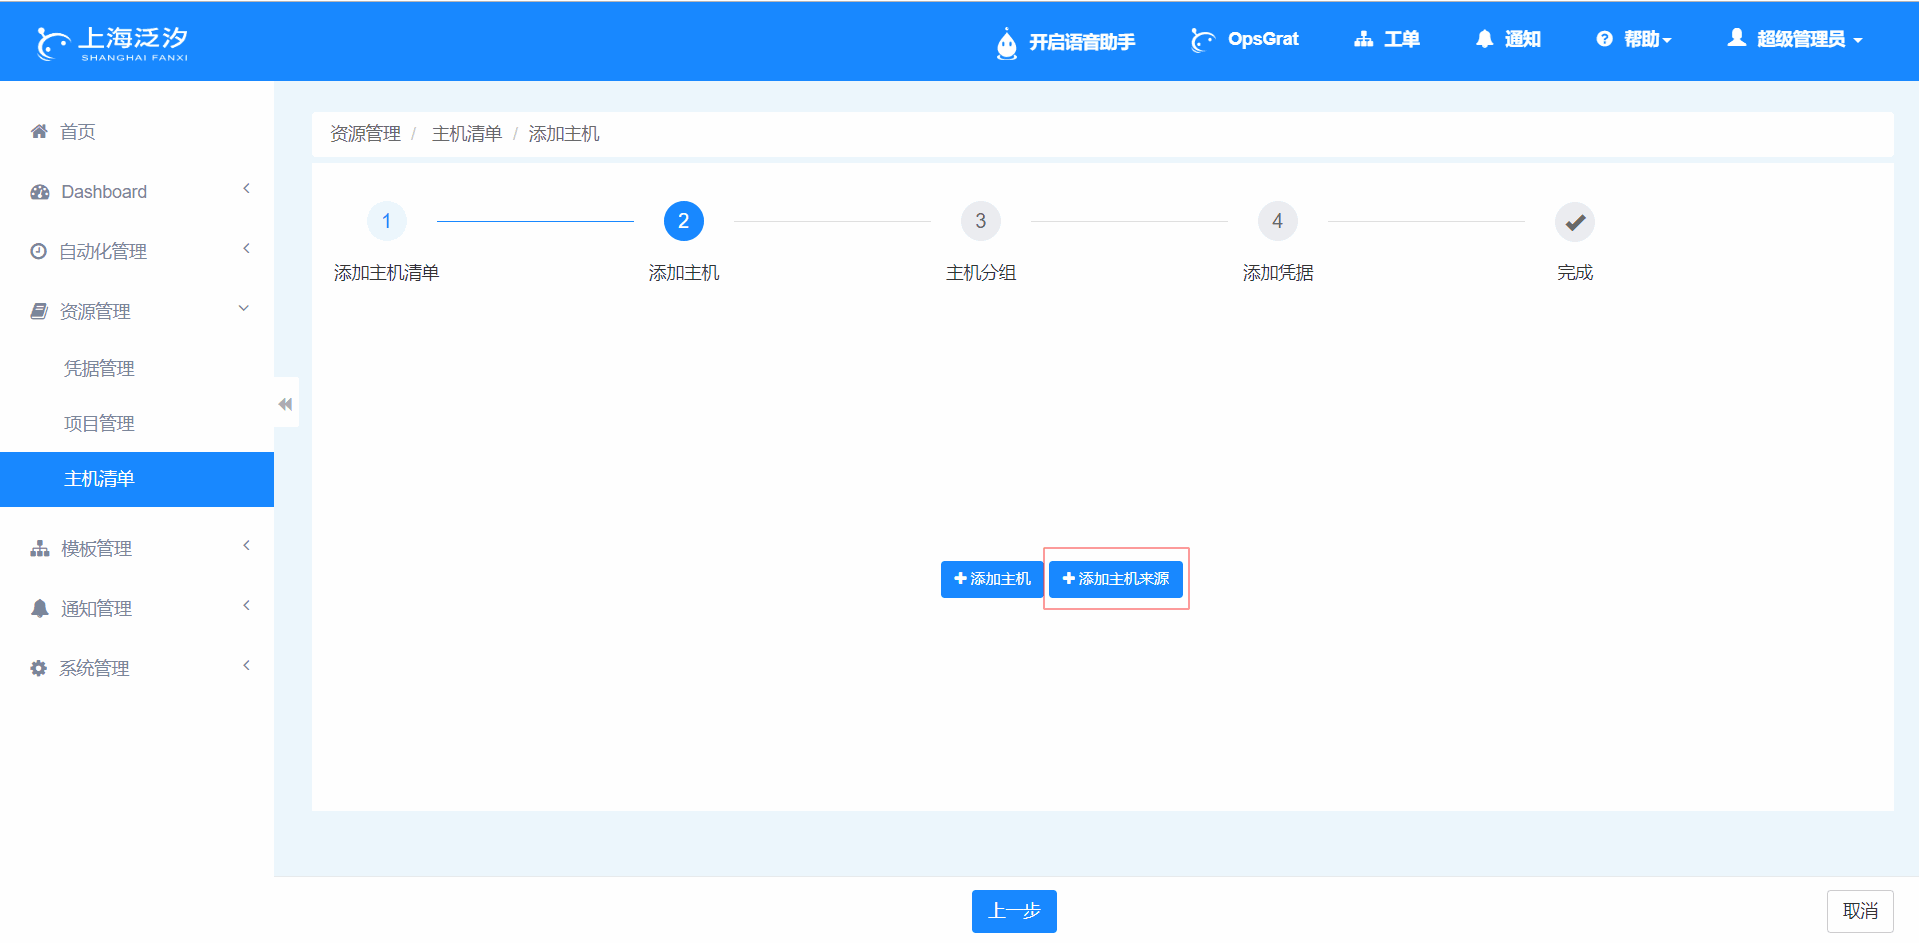 上海泛汐
SHANGHAI FANXI
开启语音助手
OpsGrat
工单
通知
帮助
超级管理员
首页
Dashboard
自动化管理
资源管理
凭据管理
项目管理
主机清单
模板管理
通知管理
系统管理
资源管理 / 主机清单 / 添加主机
1
2
3
4
添加主机清单
添加主机
主机分组
添加凭据
完成
添加主机
添加主机来源
上一步
取消